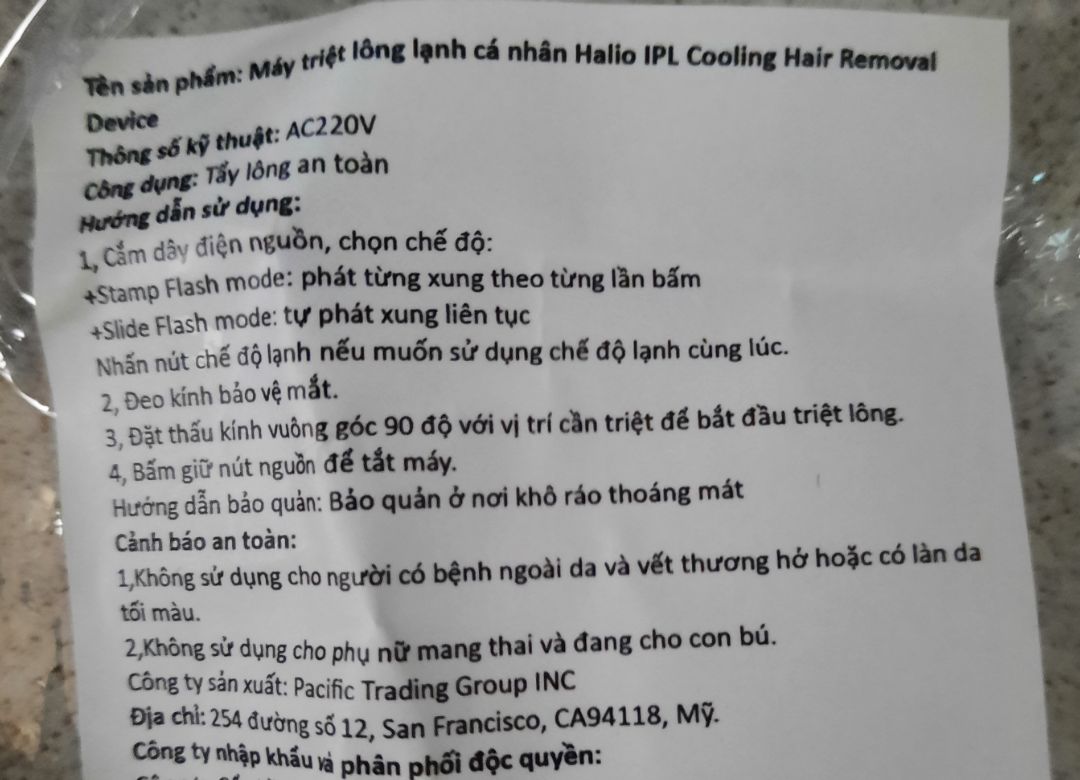 Tên sản phẩm: Máy triệt lông lạnh cá nhân Halio IPL Cooling Hair Removal
Device
Thông số kỹ thuật: AC220V
Công dụng: Tẩy lông an toàn
Hướng dẫn sử dụng:
1, Cắm dây điện nguồn, chọn chế độ:
+Stamp Flash mode: phát từng xung theo từng lần bấm
+Slide Flash mode: tự phát xung liên tục
Nhấn nút chế độ lạnh nếu muốn sử dụng chế độ lạnh cùng lúc.
2, Đeo kính bảo vệ mắt.
3, Đặt thấu kính vuông góc 90 độ với vị trí cần triệt để bắt đầu triệt lông.
4, Bấm giữ nút nguồn để tắt máy.
Hướng dẫn bảo quản: Bảo quản ở nơi khô ráo thoáng mát
Cảnh báo an toàn:
1,Không sử dụng cho người có bệnh ngoài da và vết thương hở hoặc có làn da
tối màu.
2,Không sử dụng cho phụ nữ mang thai và đang cho con bú.
Công ty sản xuất: Pacific Trading Group INC
Địa chỉ: 254 đường số 12, San Francisco, CA94118, Mỹ.
Công ty nhập khẩu và phân phối độc quyền: